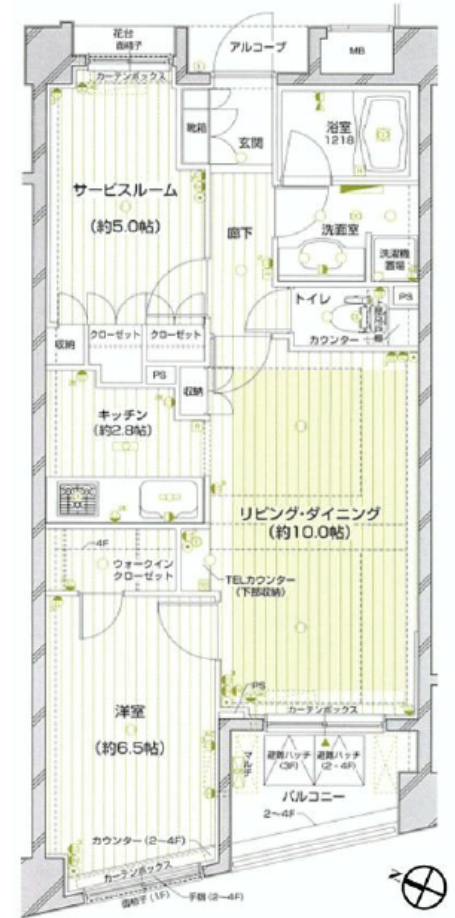 花台
面格子
アルコーブ
MB
カーテンボックス
靴箱
玄関
浴室
1218
サービスルーム
(約5.0帖)
廊下
洗面室
洗濯機
置場
トイレ
PS
カウンター
収納
クローゼット
クローゼット
PS
収納
キッチン
(約2.8帖)
リビング・ダイニング
(約10.0帖)
4F
ウォークイン
クローゼット
TELカウンター
(下部収納)
PS
カーテンボックス
洋室
(約6.5帖)
マルチ
避難ハッチ
(3F)
避難ハッチ
(2・4F)
バルコニー
2〜4F
カウンター(2〜4F)
カーテンボックス
面格子(1F)
手摺(2〜4F)
N